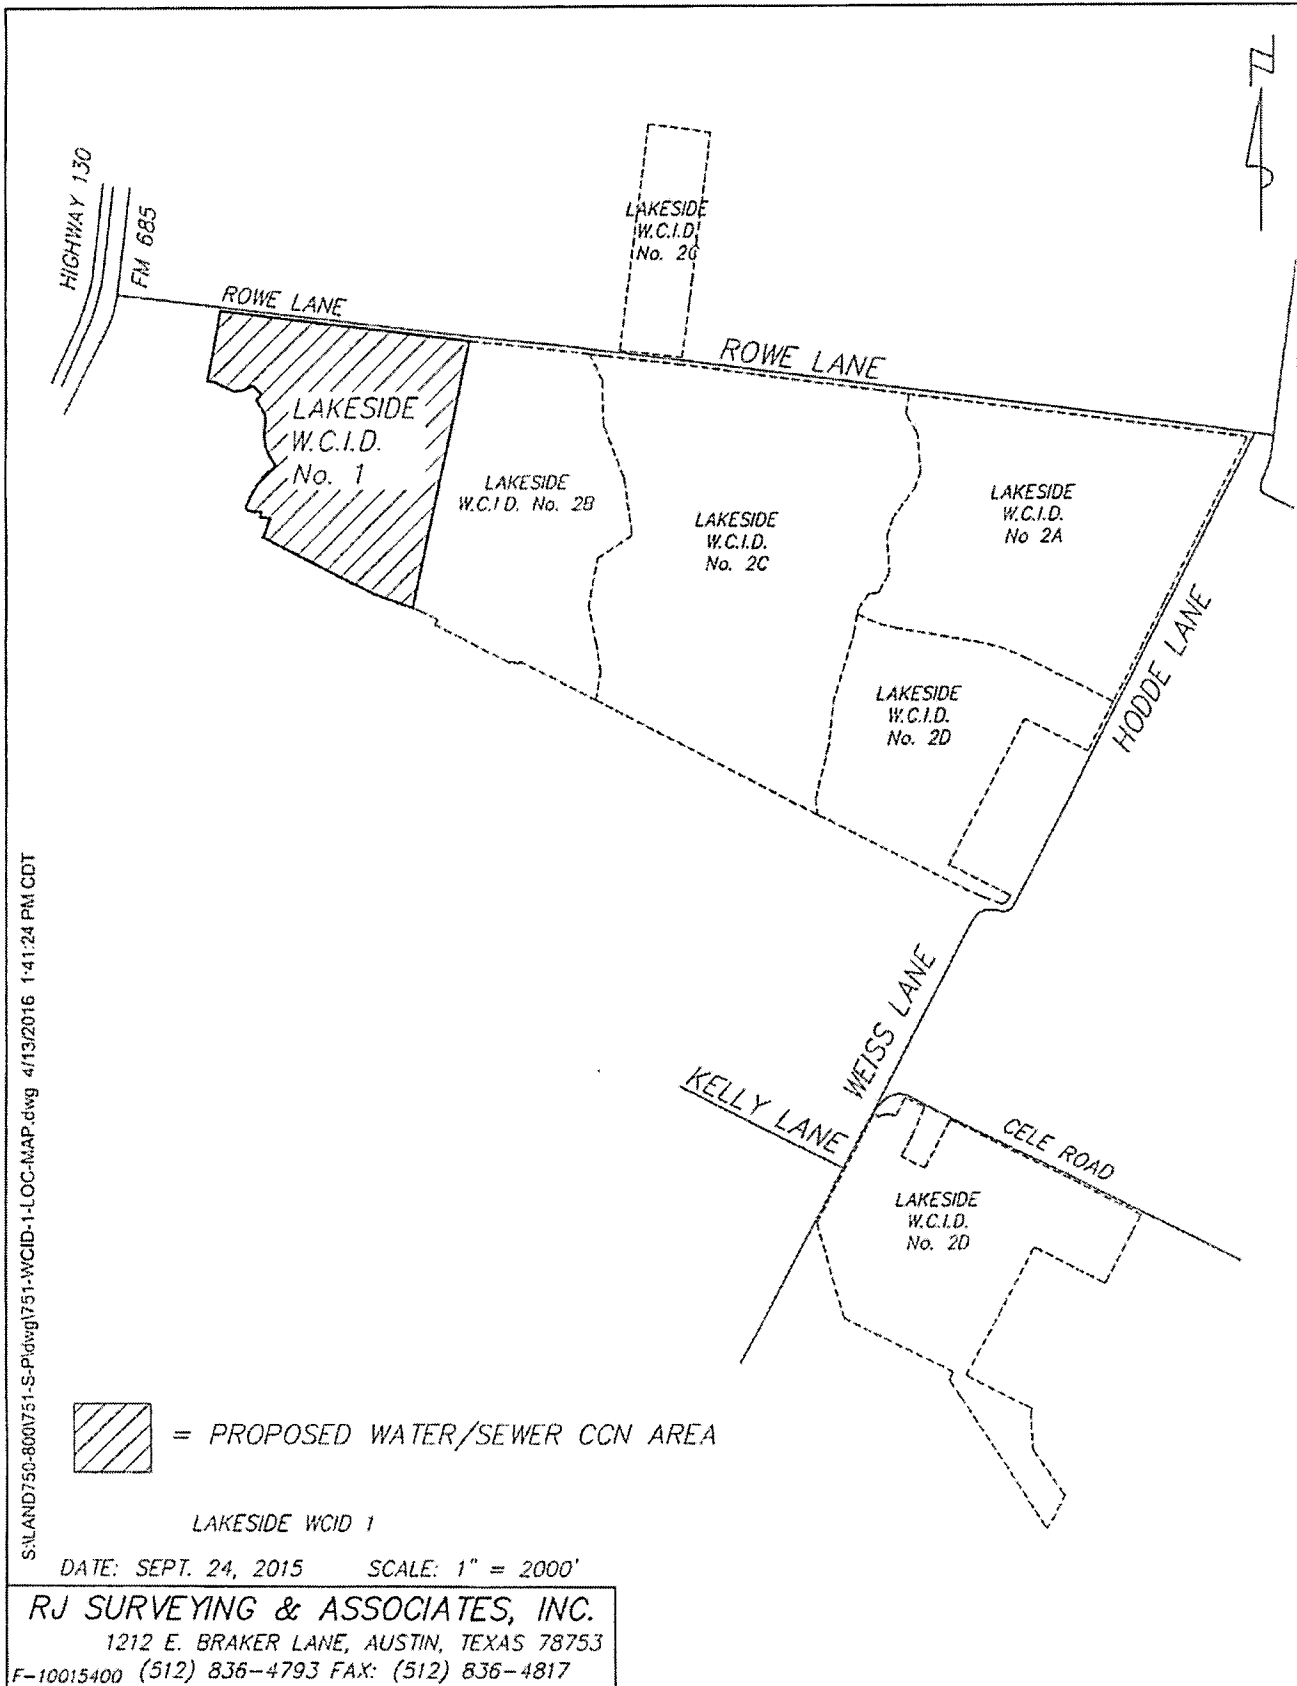 HIGHWAY 130
FM 685
ROWE LANE
LAKESIDE
W.C.I.D.
No. 2C
ROWE LANE
LAKESIDE
W.C.I.D.
No. 1
LAKESIDE
W.C.I.D. No. 2B
LAKESIDE
W.C.I.D.
No. 2C
LAKESIDE
W.C.I.D.
No 2A
HODDE LANE
LAKESIDE
W.C.I.D.
No. 2D
WEISS LANE
KELLY LANE
CELE ROAD
LAKESIDE
W.C.I.D.
No. 2D
S:\LAND750-800\751-S-P\dwg\751-WCID-1-LOC-MAP.dwg 4/13/2016 1:41:24 PM CDT
= PROPOSED WATER/SEWER CCN AREA
LAKESIDE WCID 1
DATE: SEPT. 24, 2015 SCALE: 1" = 2000'
RJ SURVEYING & ASSOCIATES, INC.
1212 E. BRAKER LANE, AUSTIN, TEXAS 78753
F-10015400 (512) 836-4793 FAX: (512) 836-4817
N